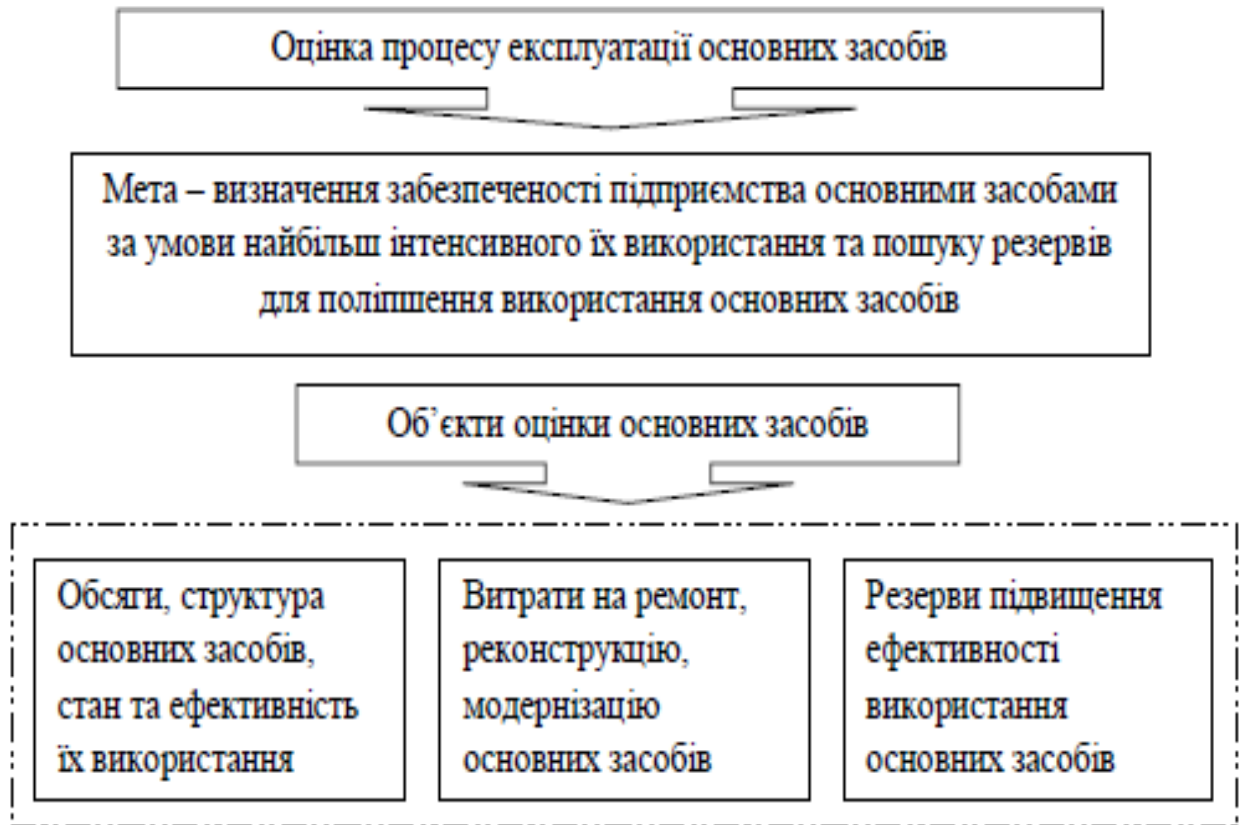 Оцінка процесу експлуатації основних засобів
Мета – визначення забезпеченості підприємства основними засобами
за умови найбільш інтенсивного їх використання та пошуку резервів
для поліпшення використання основних засобів
Об’єкти оцінки основних засобів
Обсяги, структура
основних засобів,
стан та ефективність
їх використання
Витрати на ремонт,
реконструкцію,
модернізацію
основних засобів
Резерви підвищення
ефективності
використання
основних засобів